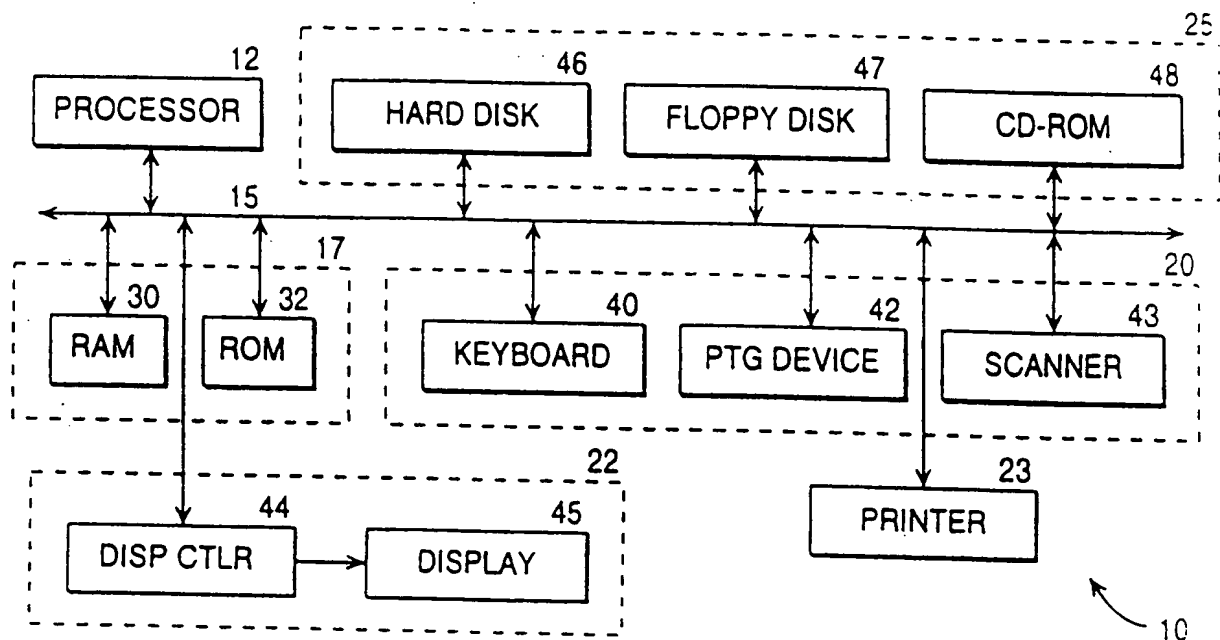 25
12
46
47
48
PROCESSOR
HARD DISK
FLOPPY DISK
CD-ROM
15
17
20
30
32
40
42
43
RAM
ROM
KEYBOARD
PTG DEVICE
SCANNER
22
23
44
45
PRINTER
DISP CTLR
DISPLAY
10